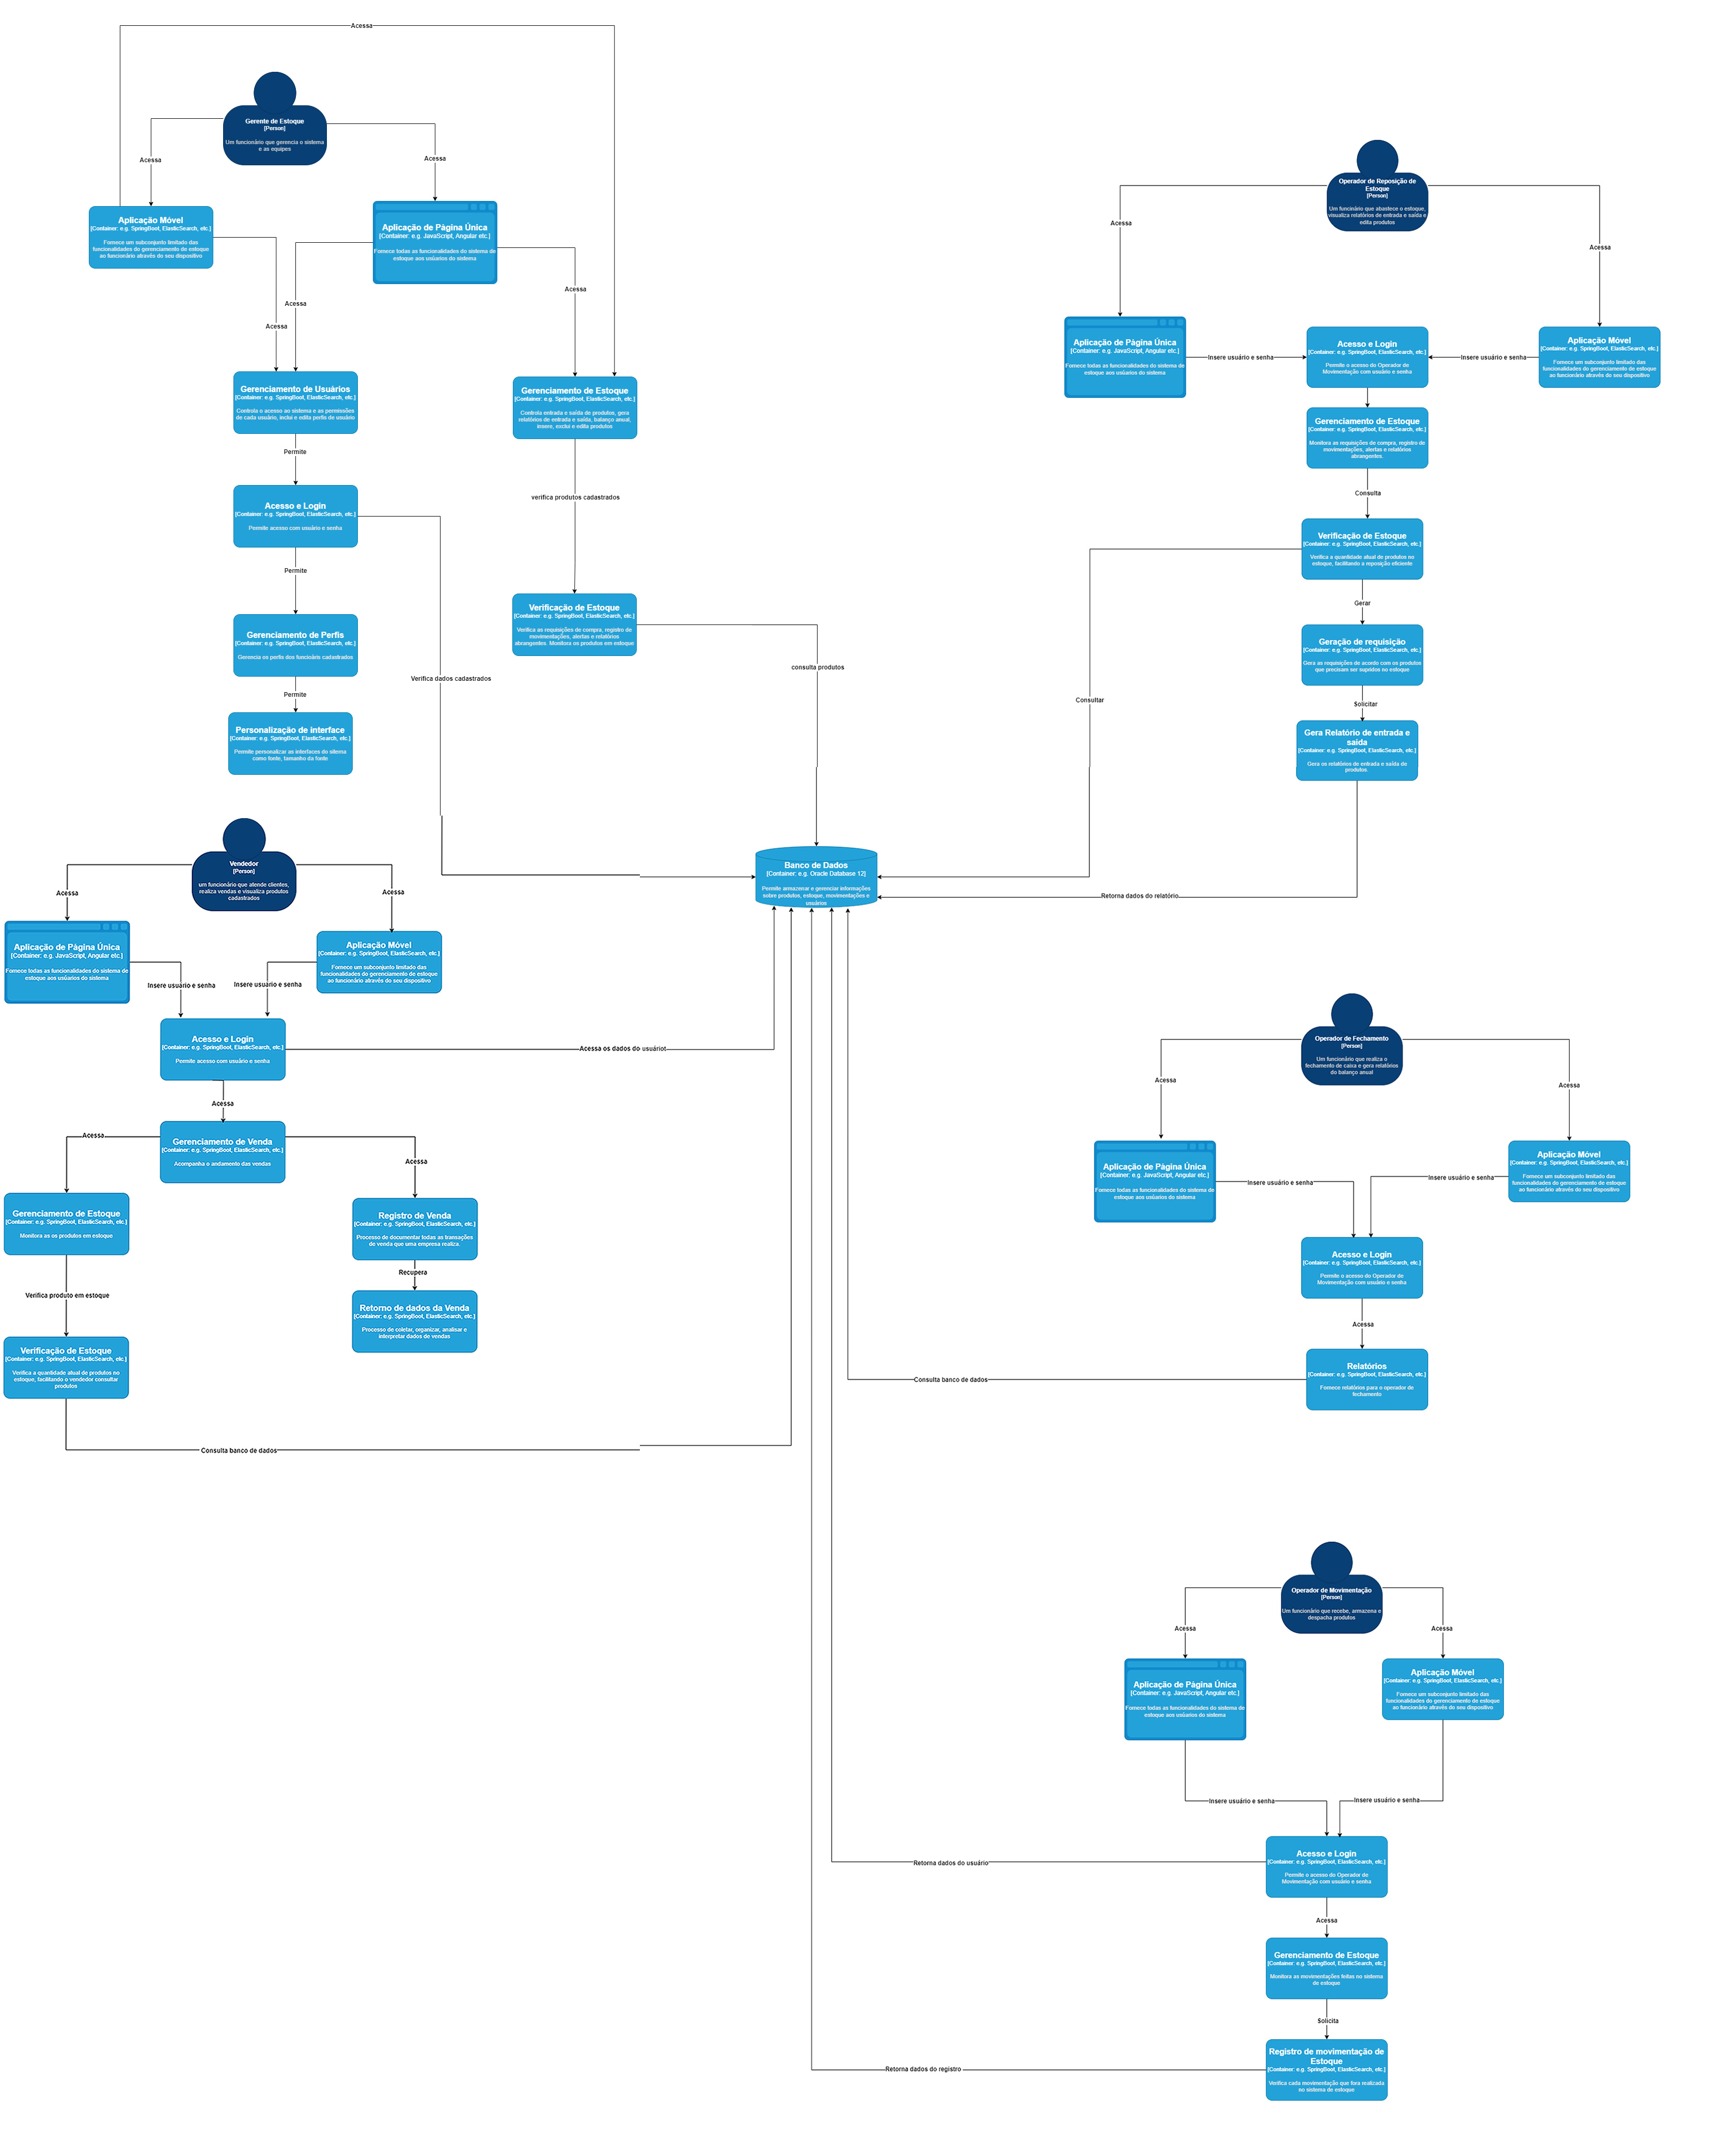 Acessa
Gerente de Estoque
[Person]
Um funcionário que gerencia o sistema
e as equipes
Acessa
Acessa
Aplicação Móvel
[Container: e.g. SpringBoot, ElasticSearch, etc.]
Fornece um subconjunto limitado das
funcionalidades do gerenciamento do estoque
ao funcionário através do seu dispositivo
Aplicação de Página Única
[Container: e.g. JavaScript, Angular etc.]
Fornece todas as funcionalidades do sistema de
estoque aos usúarios do sistema
Acessa
Acessa
Acessa
Gerenciamento de Usuários
[Container: e.g. SpringBoot, ElasticSearch, etc.]
Controla o acesso ao sistema e as permissões
de cada usuário, inclui e edita perfis de usuário
Gerenciamento de Estoque
[Container: e.g. SpringBoot, ElasticSearch, etc.]
Controla entrada e saída de produtos, gera
relatórios de entrada e saída, balanço anual,
insere, exclui e edita produtos
Permite
verifica produtos cadastrados
Acesso e Login
[Container: e.g. SpringBoot, ElasticSearch, etc.]
Permite acesso com usuário e senha
Permite
Verificação de Estoque
[Container: e.g. SpringBoot, ElasticSearch, etc.]
Verifica as requisições de compra, registro de
movimentações, alertas e relatórios
abrangentes. Monitora os produtos em estoque
Gerenciamento de Perfis
[Container: e.g. SpringBoot, ElasticSearch, etc.]
Gerencia os perfis dos funcioáris cadastrados
consulta produtos
Verifica dados cadastrados
Permite
Personalização de interface
[Container: e.g. SpringBoot, ElasticSearch, etc.]
Permite personalizar as interfaces do sitema
como fonte, tamanho da fonte
Operador de Reposição de
Estoque
[Person]
Um funcinário que abastece o estoque,
visualiza relatórios de entrada e saída e
edita produtos
Acessa
Acessa
Aplicação de Página Única
[Container: e.g. JavaScript, Angular etc.]
Fornece todas as funcionalidades do sistema de
estoque aos usúarios do sistema
Insere usuário e senha
Acesso e Login
[Container: e.g. SpringBoot, ElasticSearch, etc.]
Permite o acesso do Operador de
Movimentação com usuário e senha
Insere usuário e senha
Aplicação Móvel
[Container: e.g. SpringBoot, ElasticSearch, etc.]
Fornece um subconjunto limitado das
funcionalidades do gerenciamento de estoque
ao funcionário através do seu dispositivo
Gerenciamento de Estoque
[Container: e.g. SpringBoot, ElasticSearch, etc.]
Monitora as requisições de compra, registro de
movimentações, alertas e relatórios
abrangentes.
Consulta
Verificação de Estoque
[Container: e.g. SpringBoot, ElasticSearch, etc.]
Verifica a quantidade atual de produtos no
estoque, facilitando a reposição eficiente
Gerar
Geração de requisição
[Container: e.g. SpringBoot, ElasticSearch, etc.]
Gera as requisições de acordo com os produtos
que precisam ser supridos no estoque
Consultar
Solicitar
Gera Relatório de entrada e
saída
[Container: e.g. SpringBoot, ElasticSearch, etc.]
Gera os relatórios de entrada e saída de
produtos.
Banco de Dados
[Container: e.g. Oracle Database 12]
Permite armazenar e gerenciar informações
sobre produtos, estoque, movimentações e
usuários
Retorna dados do relatório
Vendedor
[Person]
um funcionário que atende clientes,
realiza vendas e visualiza produtos
cadastrados
Acessa
Acessa
Aplicação de Página Única
[Container: e.g. JavaScript, Angular etc.]
Fornece todas as funcionalidades do sistema de
estoque aos usúarios do sistema
Aplicação Móvel
[Container: e.g. SpringBoot, ElasticSearch, etc.]
Fornece um subconjunto limitado das
funcionalidades do gerenciamento de estoque
ao funcionário através do seu dispositivo
Insere usuario e senha
Insere usuario e senha
Acesso e Login
[Container: e.g. SpringBoot, ElasticSearch, etc.]
Permite acesso com usuário e senha
Acessa os dados do usuáriot
Acessa
Gerenciamento de Venda
[Container: e.g. SpringBoot, ElasticSearch, etc.]
Acompanha o andamento das vendas
Acessa
Acessa
Gerenciamento de Estoque
[Container: e.g. SpringBoot, ElasticSearch, etc.]
Monitora as os produtos em estoque
Registro de Venda
[Container: e.g. SpringBoot, ElasticSearch, etc.]
Processo de documentar todas as transações
de venda que uma empresa realiza.
Recupera
Verifica produto em estoque
Retorno de dados da Venda
[Container: e.g. SpringBoot, ElasticSearch, etc.]
Processo de coletar, organizar, analisar e
interpretar dados de vendas
Verificação de Estoque
[Container: e.g. SpringBoot, ElasticSearch, etc.]
Verifica a quantidade atual de produtos no
estoque, facilitando o vendedor consultar
produtos
Consulta banco de dados
Operador de Fechamento
[Person]
Um funcionário que realiza o
fechamento de caixa e gera relatórios
do balanço anual
Acessa
Acessa
Aplicação de Página Única
[Container: e.g. JavaScript, Angular etc.]
Fornece todas as funcionalidades do sistema de
estoque aos usúarios do sistema
Aplicação Móvel
[Container: e.g. SpringBoot, ElasticSearch, etc.]
Fornece um subconjunto limitado das
funcionalidades do gerenciamento de estoque
ao funcionário através do seu dispositivo
Insere usuário e senha
Insere usuário e senha
Acesso e Login
[Container: e.g. SpringBoot, ElasticSearch, etc.]
Permite o acesso do Operador de
Movimentação com usuário e senha
Acessa
Relatórios
[Container: e.g. SpringBoot, ElasticSearch, etc.]
Fornece relatórios para o operador de
fechamento
Consulta banco de dados
Operador de Movimentação
[Person]
Um funcionário que recebe, armazena e
despacha produtos
Acessa
Acessa
Aplicação de Página Única
[Container: e.g. JavaScript, Angular etc.]
Fornece todas as funcionalidades do sistema de
estoque aos usúarios do sistema
Aplicação Móvel
[Container: e.g. SpringBoot, ElasticSearch, etc.]
Fornece um subconjunto limitado das
funcionalidades do gerenciamento de estoque
ao funcionário através do seu dispositivo
Insere usuário e senha
Insere usuário e senha
Acesso e Login
[Container: e.g. SpringBoot, ElasticSearch, etc.]
Permite o acesso do Operador de
Movimentação com usuário e senha
Retorna dados do usuário
Acessa
Gerenciamento de Estoque
[Container: e.g. SpringBoot, ElasticSearch, etc.]
Monitora as movimentações feitas no sistema
de estoque
Solicita
Registro de movimentação de
Estoque
[Container: e.g. SpringBoot, ElasticSearch, etc.]
Verifica cada movimentação que fora realizada
no sistema de estoque
Retorna dados do registro